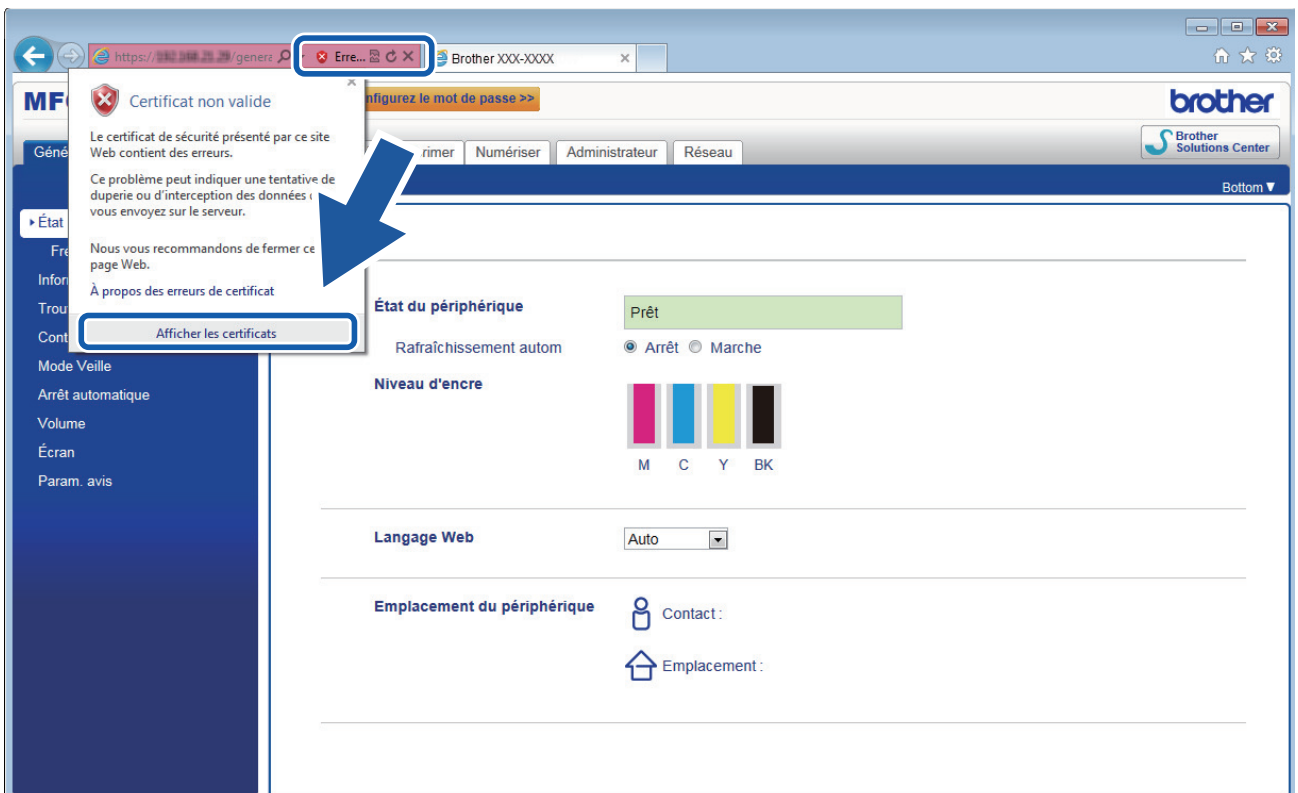 https:// /genera
Erre...
Brother XXX-XXXX
MF
nfigurez le mot de passe >>
brother
Brother
Solutions Center
Géné
rimer
Numériser
Administrateur
Réseau
Bottom▼
Certificat non valide
Le certificat de sécurité présenté par ce site
Web contient des erreurs.
Ce problème peut indiquer une tentative de
duperie ou d'interception des données
vous envoyez sur le serveur.
Nous vous recommandons de fermer ce
page Web.
À propos des erreurs de certificat
Afficher les certificats
État
Fre
Inform
Trou
Cont
Mode Veille
Arrêt automatique
Volume
Écran
Param. avis
État du périphérique
Prêt
Rafraîchissement autom
Arrêt
Marche
Niveau d'encre
M C Y BK
Langage Web
Auto
Emplacement du périphérique
Contact :
Emplacement :